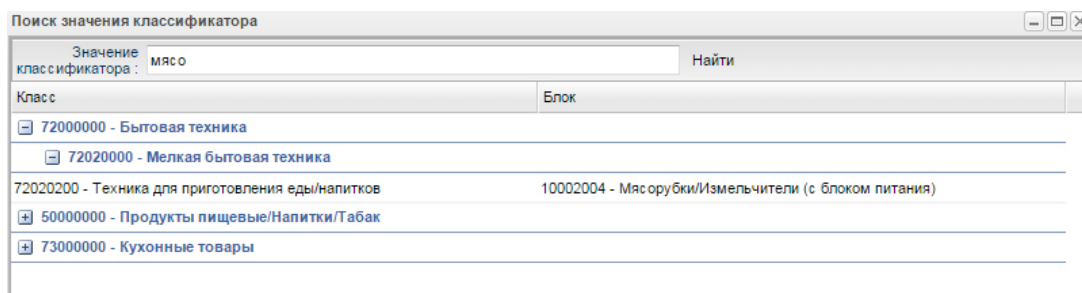 Поиск значения классификатора
Значение классификатора : мясо Найти
Класс Блок
72000000 - Бытовая техника
72020000 - Мелкая бытовая техника
72020200 - Техника для приготовления еды/напитков 10002004 - Мясорубки/Измельчители (с блоком питания)
50000000 - Продукты пищевые/Напитки/Табак
73000000 - Кухонные товары